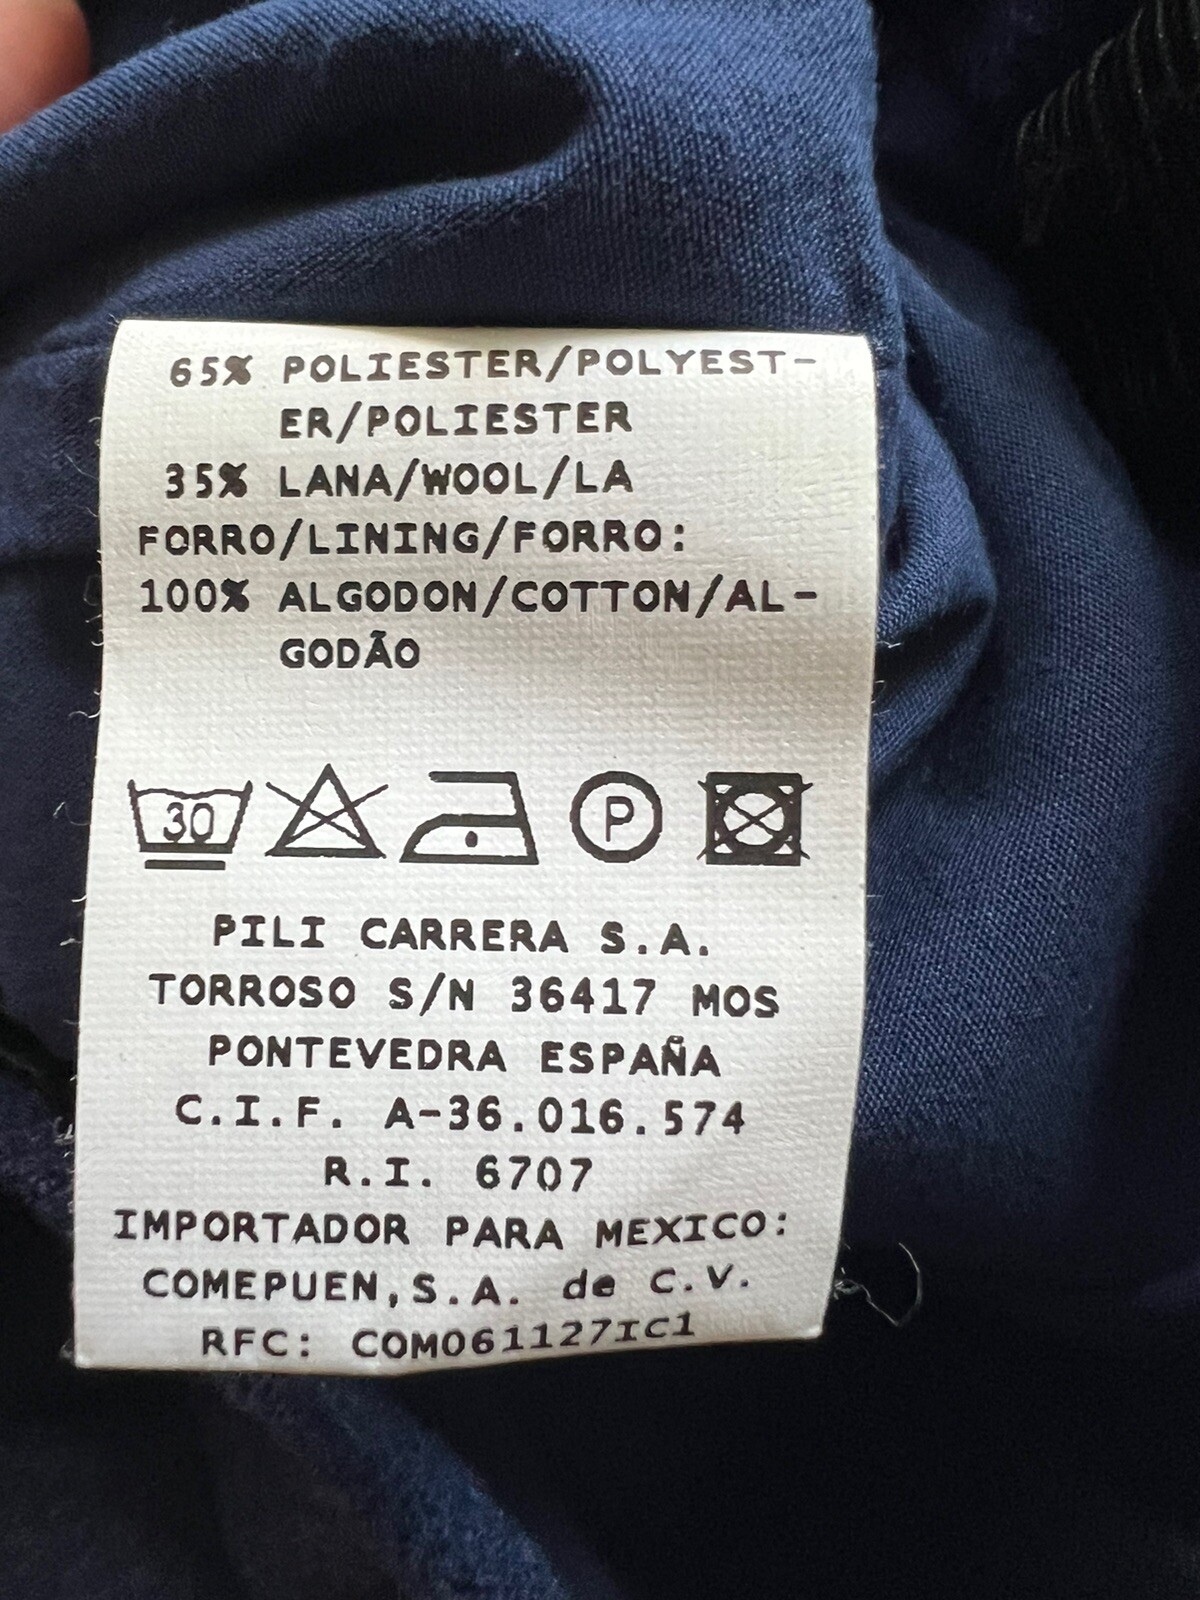 65% POLIESTER/POLYEST-
ER/POLIESTER
35% LANA/WOOL/LA
FORRO/LINING/FORRO:
100% ALGODON/COTTON/AL-
GODÃO
30 P
PILI CARRERA S.A.
TORROSO S/N 36417 MOS
PONTEVEDRA ESPAÑA
C.I.F. A-36.016.574
R.I. 6707
IMPORTADOR PARA MEXICO:
COMEPUEN,S.A. de C.V.
RFC: COM061127IC1